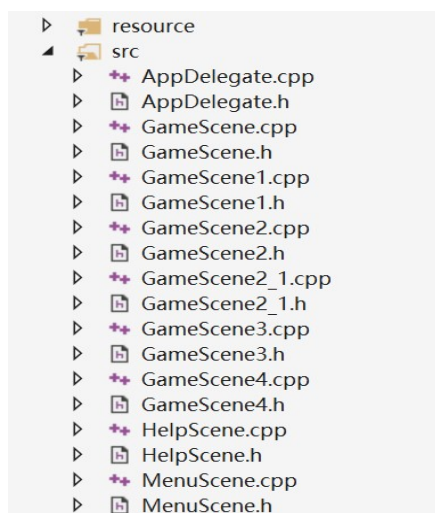 resource
src
AppDelegate.cpp
AppDelegate.h
GameScene.cpp
GameScene.h
GameScene1.cpp
GameScene1.h
GameScene2.cpp
GameScene2.h
GameScene2_1.cpp
GameScene2_1.h
GameScene3.cpp
GameScene3.h
GameScene4.cpp
GameScene4.h
HelpScene.cpp
HelpScene.h
MenuScene.cpp
MenuScene.h